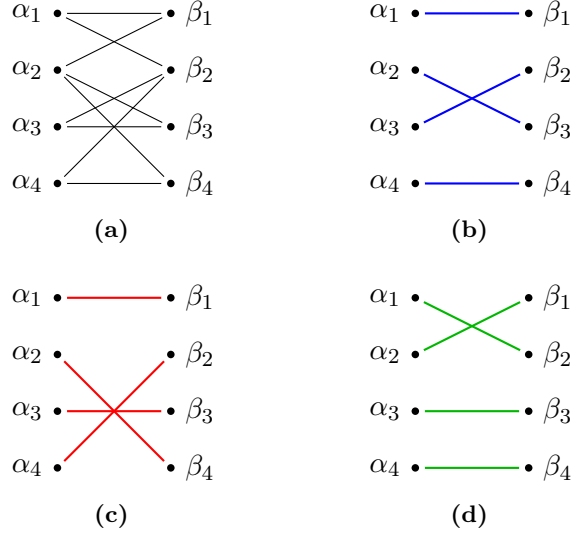 α₁ β₁ α₁ β₁
α₂ β₂ α₂ β₂
α₃ β₃ α₃ β₃
α₄ β₄ α₄ β₄
(a) (b)
α₁ β₁ α₁ β₁
α₂ β₂ α₂ β₂
α₃ β₃ α₃ β₃
α₄ β₄ α₄ β₄
(c) (d)